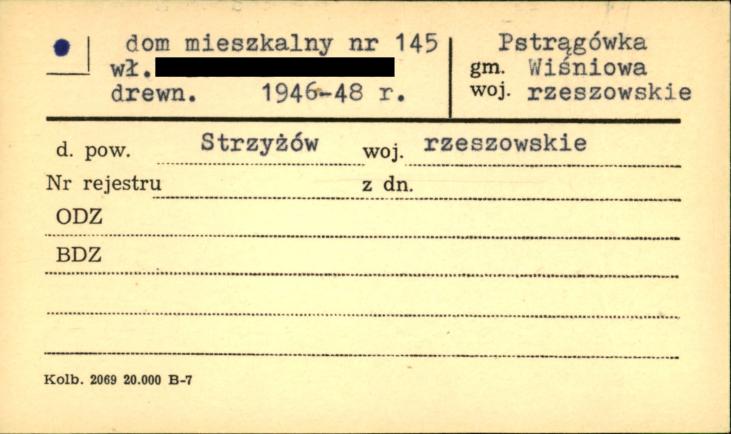 dom mieszkalny nr 145
wł.
drewn. 1946-48 r.
Pstrągówka
gm. Wiśniowa
woj. rzeszowskie
d. pow. Strzyżów woj. rzeszowskie
Nr rejestru z dn.
ODZ
BDZ
Kolb. 2069 20.000 B-7